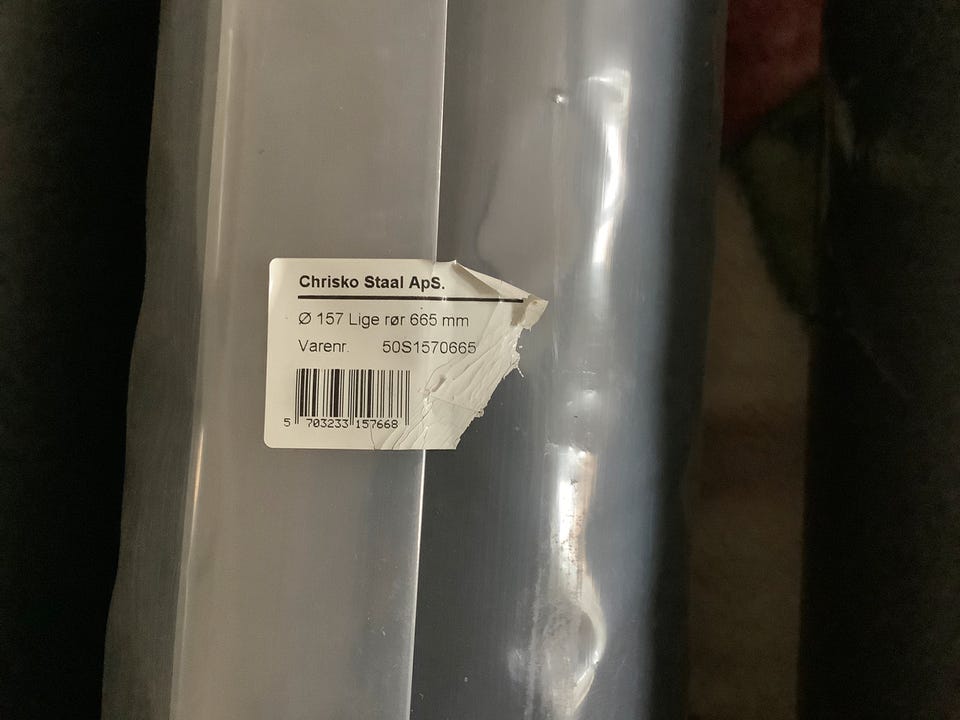 Chrisko Staal ApS.
Ø 157 Lige rør 665 mm
Varenr. 50S1570665
5 703233 157668